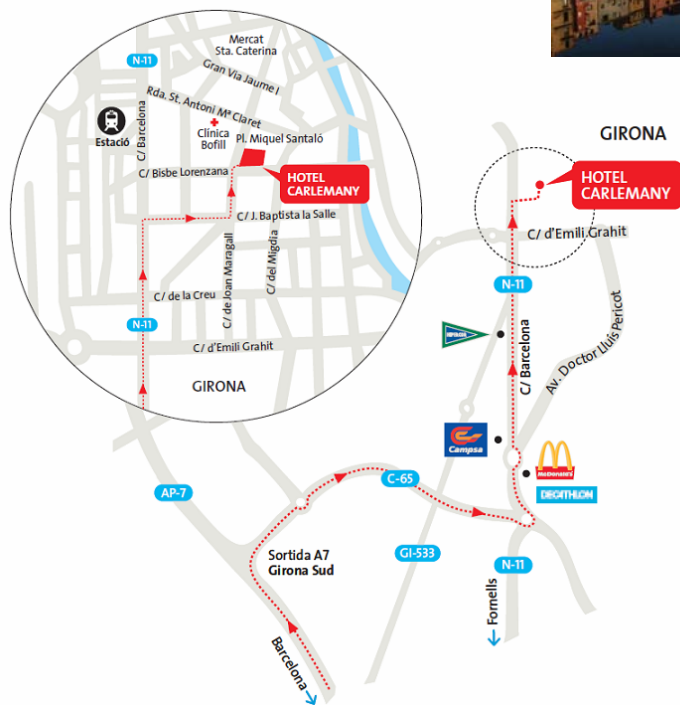 Mercat
Sta. Caterina
N-11
Gran Via Jaume I
Rda. St. Antoni Mª Claret
Estació
C/ Barcelona
Clínica
Bofill
Pl. Miquel Santaló
C/ Bisbe Lorenzana
HOTEL
CARLEMANY
C/ J. Baptista la Salle
C/ de Joan Maragall
C/ del Migdia
C/ de la Creu
N-11
C/ d'Emili Grahit
GIRONA
GIRONA
HOTEL
CARLEMANY
C/ d'Emili Grahit
N-11
C/ Barcelona
Av. Doctor Lluís Pericot
Campsa
McDonald's
DECATHLON
AP-7
C-65
Sortida A7
Girona Sud
GI-533
N-11
Fornells
Barcelona